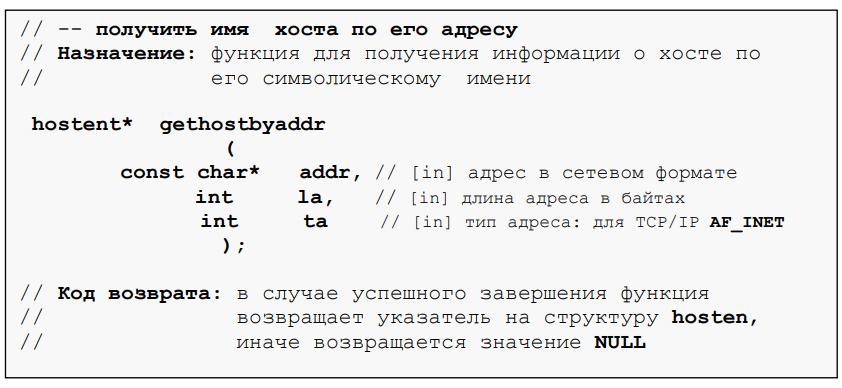 // -- получить имя хоста по его адресу
// Назначение: функция для получения информации о хосте по
// его символическому имени
hostent* gethostbyaddr
(
const char* addr, // [in] адрес в сетевом формате
int la, // [in] длина адреса в байтах
int ta // [in] тип адреса: для TCP/IP AF_INET
);
// Код возврата: в случае успешного завершения функция
// возвращает указатель на структуру hosten,
// иначе возвращается значение NULL